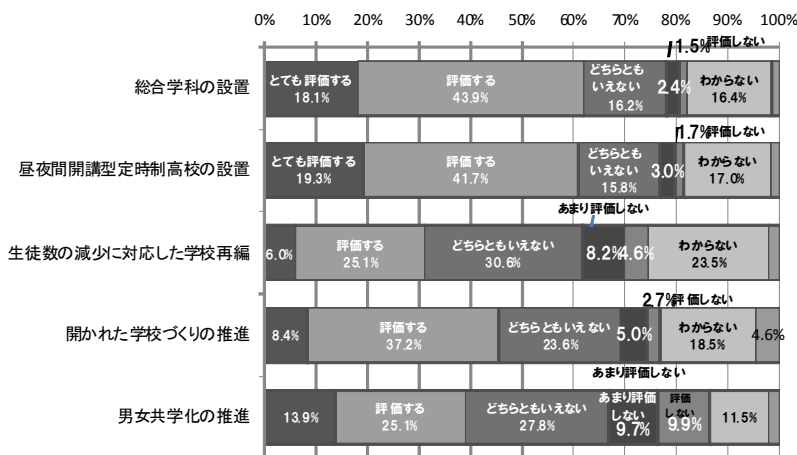 0% 10% 20% 30% 40% 50% 60% 70% 80% 90% 100%
1.5% 評価しない
総合学科の設置
とても評価する 18.1%
評価する 43.9%
どちらとも
いえない
16.2%
2.4%
わからない 16.4%
1.7% 評価しない
昼夜間開講型定時制高校の設置
とても評価する 19.3%
評価する 41.7%
どちらとも
いえない
15.8%
3.0%
わからない 17.0%
あまり評価しない
生徒数の減少に対応した学校再編
6.0%
評価する 25.1%
どちらともいえない 30.6%
8.2%
4.6%
わからない 23.5%
2.7% 評価しない
開かれた学校づくりの推進
8.4%
評価する 37.2%
どちらともいえない 23.6%
5.0%
わからない 18.5%
4.6%
あまり評価しない
男女共学化の推進
13.9%
評価する 25.1%
どちらともいえない 27.8%
あまり評価
しない
9.7%
評価
しない
9.9%
11.5%